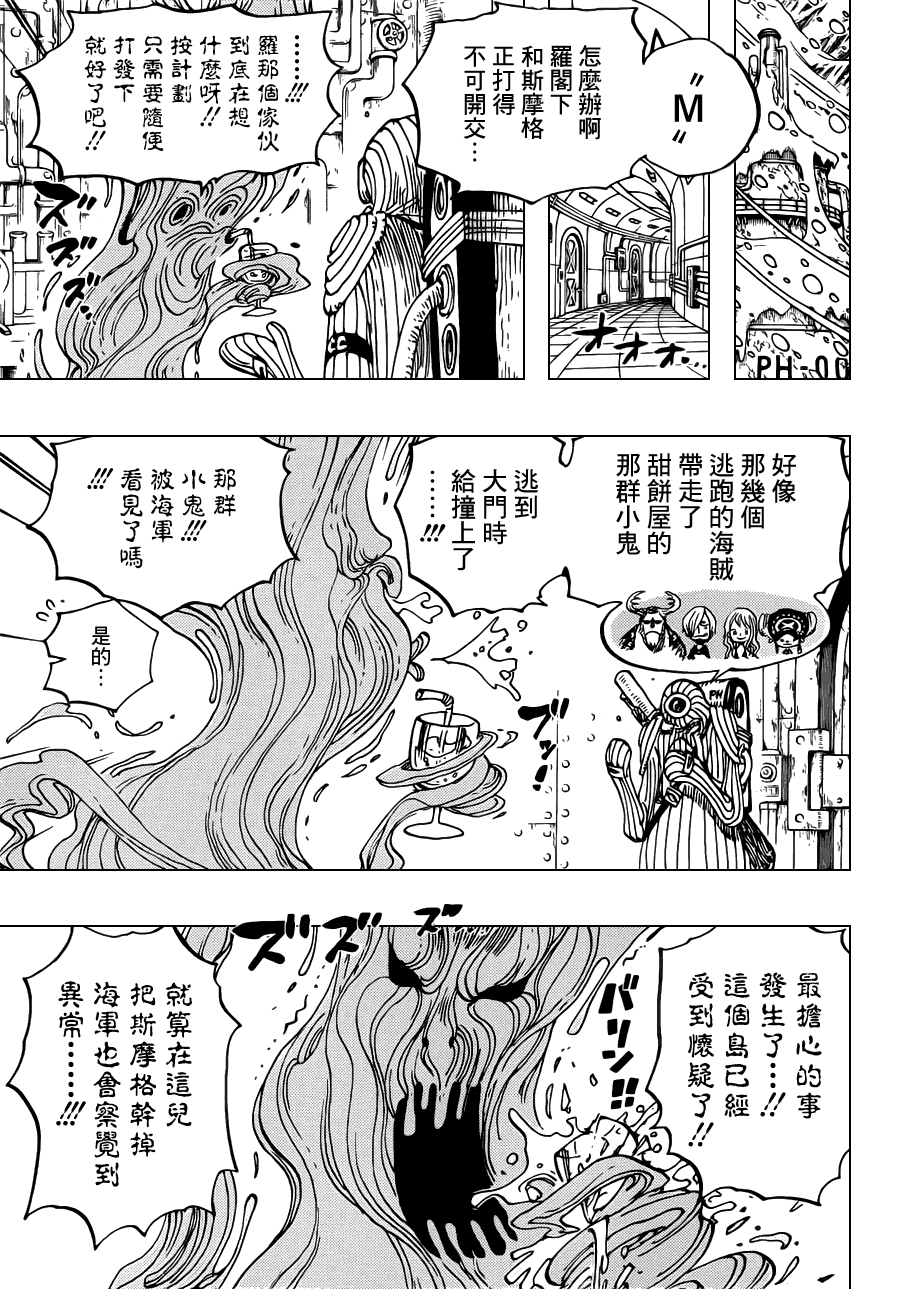 PH-00
〝M〞
怎麼辦啊
羅閣下
和斯摩格
正打得
不可開交…
ズオオオ…
……!!!
羅那個傢伙
到底在想
什麼呀!!
按計劃
只需要隨便
打發下
就好了吧!!
ズズ
ズズ
好像
那幾個
逃跑的海賊
帶走了
甜餅屋的
那群小鬼
PH
逃到
大門時
給撞上了
……!!!
ズッ…
那群
小鬼!!!
被海軍
看見了嗎
!!!
是的…
最擔心的事
發生了…!!
這個島已經
受到懷疑了!!
バリン!!
ズ
ズ
ズ
就算在這兒
把斯摩格幹掉
海軍也會察覺到
異常……!!!